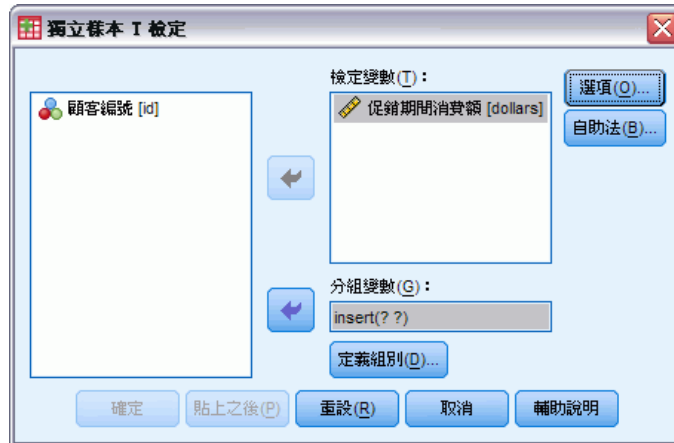 獨立樣本 T 檢定
顧客編號 [id]
檢定變數(T)：
促銷期間消費額 [dollars]
選項(O)...
自助法(B)...
分組變數(G)：
insert(? ?)
定義組別(D)...
確定
貼上之後(P)
重設(R)
取消
輔助說明